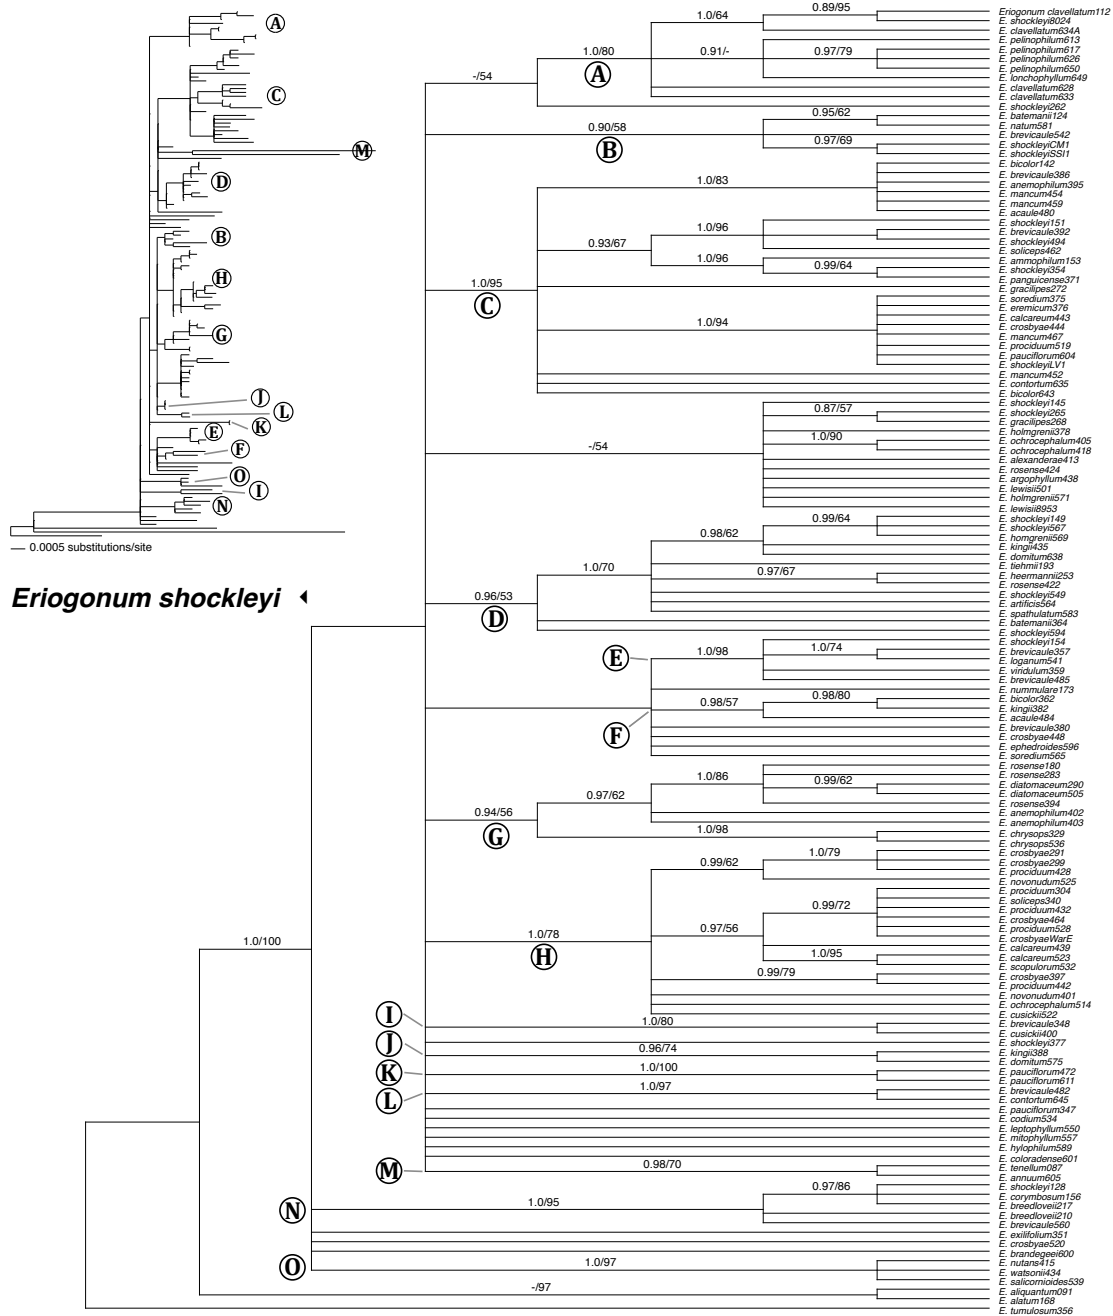 A
C
M
D
B
H
G
J
L
K
E
F
O
I
N
0.0005 substitutions/site
Eriogonum shockleyi
1.0/100
-/54
1.0/80
A
1.0/64
0.89/95
0.91/-
0.97/79
0.90/58
B
0.95/62
0.97/69
1.0/95
C
1.0/83
0.93/67
1.0/96
1.0/96
0.99/64
1.0/94
-/54
0.87/57
1.0/90
0.96/53
D
1.0/70
0.98/62
0.99/64
0.97/67
E
1.0/98
1.0/74
F
0.98/57
0.98/80
0.94/56
G
0.97/62
1.0/86
0.99/62
1.0/98
1.0/78
H
0.99/62
1.0/79
0.97/56
0.99/72
1.0/95
0.99/79
I
1.0/80
J
0.96/74
K
1.0/100
L
1.0/97
M
0.98/70
N
1.0/95
0.97/86
O
1.0/97
-/97
Eriogonum clavellatum112
E. shockleyi8024
E. clavellatum634A
E. pelinophilum613
E. pelinophilum617
E. pelinophilum626
E. pelinophilum650
E. lonchophyllum649
E. clavellatum628
E. clavellatum633
E. shockleyi262
E. batemanii124
E. natum581
E. brevicaule542
E. shockleyiCM1
E. shockleyiSSI1
E. bicolor142
E. brevicaule386
E. anemophilum395
E. mancum454
E. mancum459
E. acaule480
E. shockleyi151
E. brevicaule392
E. shockleyi494
E. soliceps462
E. ammophilum153
E. shockleyi354
E. panguicense371
E. gracilipes272
E. soredium375
E. eremicum376
E. calcareum443
E. crosbyae444
E. mancum467
E. prociduum519
E. pauciflorum604
E. shockleyiLV1
E. mancum452
E. contortum635
E. bicolor643
E. shockleyi145
E. shockleyi265
E. gracilipes268
E. holmgrenii378
E. ochrocephalum405
E. ochrocephalum418
E. alexanderae413
E. rosense424
E. argophyllum438
E. lewisii501
E. holmgrenii571
E. lewisii8953
E. shockleyi149
E. shockleyi567
E. homgrenii569
E. kingii435
E. domitum638
E. tiehmii193
E. heermannii253
E. rosense422
E. shockleyi549
E. artificis564
E. spathulatum583
E. batemanii364
E. shockleyi594
E. shockleyi154
E. brevicaule357
E. loganum541
E. viridulum359
E. brevicaule485
E. nummulare173
E. bicolor362
E. kingii382
E. acaule484
E. brevicaule380
E. crosbyae448
E. ephedroides596
E. soredium565
E. rosense180
E. rosense283
E. diatomaceum290
E. diatomaceum505
E. rosense394
E. anemophilum402
E. anemophilum403
E. chrysops329
E. chrysops536
E. crosbyae291
E. crosbyae299
E. prociduum428
E. novonudum525
E. prociduum304
E. soliceps340
E. prociduum432
E. crosbyae464
E. prociduum528
E. crosbyaeWarE
E. calcareum439
E. calcareum523
E. scopulorum532
E. crosbyae397
E. prociduum442
E. novonudum401
E. ochrocephalum514
E. cusickii522
E. brevicaule348
E. cusickii400
E. shockleyi377
E. kingii388
E. domitum575
E. pauciflorum472
E. pauciflorum611
E. brevicaule482
E. contortum645
E. pauciflorum347
E. codium534
E. leptophyllum550
E. mitophyllum557
E. hylophilum589
E. coloradense601
E. tenellum087
E. annuum605
E. shockleyi128
E. corymbosum156
E. breedloveii217
E. breedloveii210
E. brevicaule560
E. exilifolium351
E. crosbyae520
E. brandegeei600
E. nutans415
E. watsonii434
E. salicornioides539
E. aliquantum091
E. alatum168
E. tumulosum356